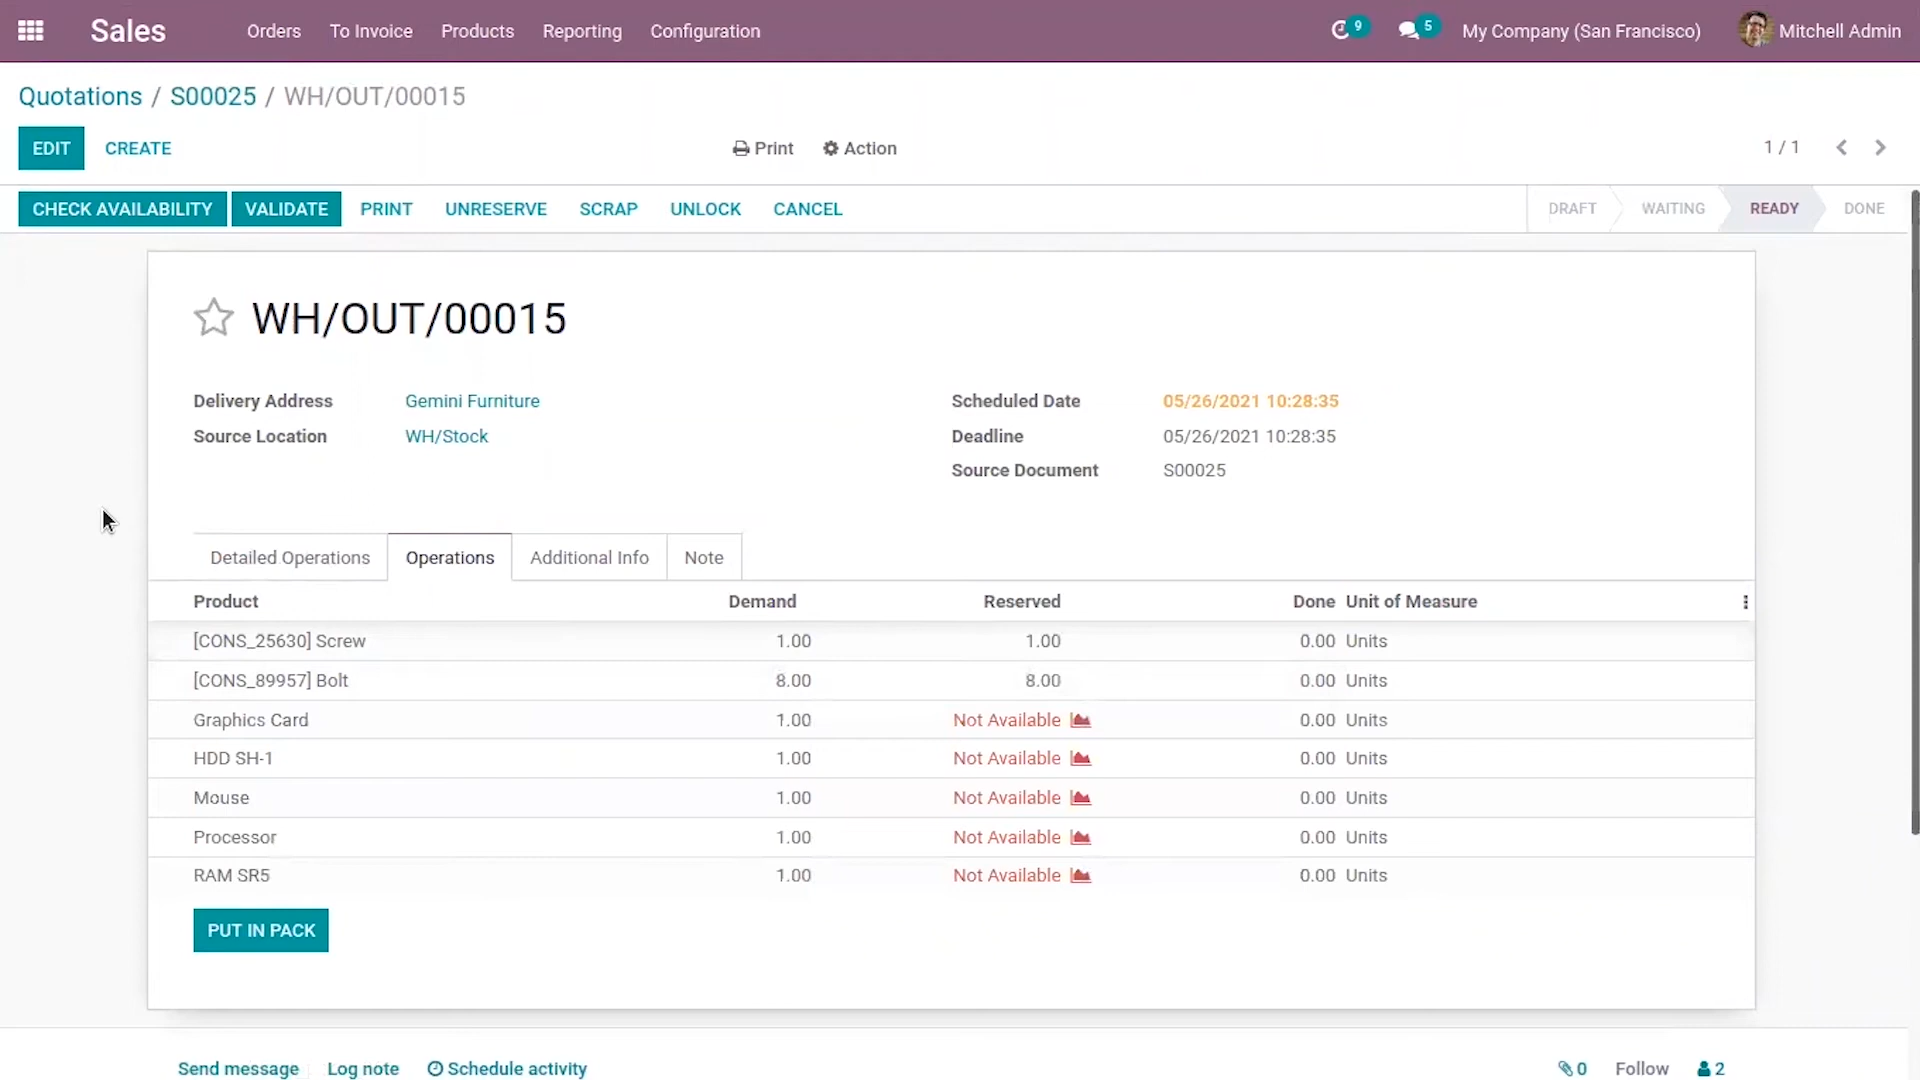 Sales Orders To Invoice Products Reporting Configuration 9 5 My Company (San Francisco) Mitchell Admin
Quotations / S00025 / WH/OUT/00015
EDIT CREATE Print Action 1 / 1
CHECK AVAILABILITY VALIDATE PRINT UNRESERVE SCRAP UNLOCK CANCEL DRAFT WAITING READY DONE
WH/OUT/00015
Delivery Address Gemini Furniture Scheduled Date 05/26/2021 10:28:35
Source Location WH/Stock Deadline 05/26/2021 10:28:35
Source Document S00025
Detailed Operations Operations Additional Info Note
Product Demand Reserved Done Unit of Measure
[CONS_25630] Screw 1.00 1.00 0.00 Units
[CONS_89957] Bolt 8.00 8.00 0.00 Units
Graphics Card 1.00 Not Available 0.00 Units
HDD SH-1 1.00 Not Available 0.00 Units
Mouse 1.00 Not Available 0.00 Units
Processor 1.00 Not Available 0.00 Units
RAM SR5 1.00 Not Available 0.00 Units
PUT IN PACK
Send message Log note Schedule activity 0 Follow 2